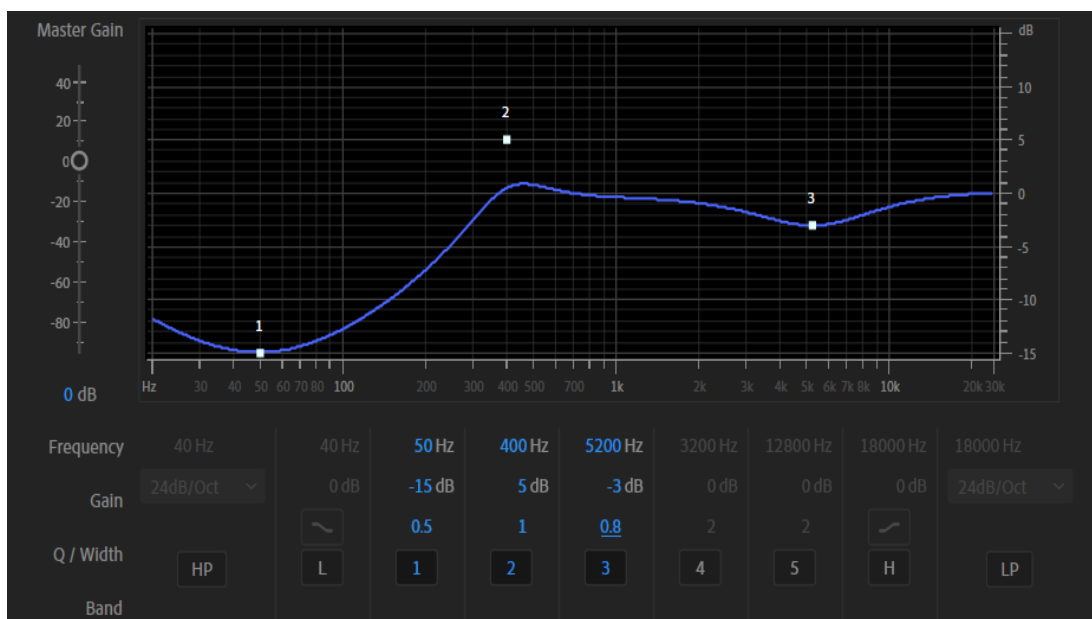 Master Gain
dB
40
20
0
-20
-40
-60
-80
0 dB
2
3
1
10
5
0
-5
-10
-15
Hz 30 40 50 60 70 80 100 200 300 400 500 700 1k 2k 3k 4k 5k 6k 7k 8k 10k 20k 30k
Frequency 40 Hz 40 Hz 50 Hz 400 Hz 5200 Hz 3200 Hz 12800 Hz 18000 Hz 18000 Hz
Gain 24dB/Oct 0 dB -15 dB 5 dB -3 dB 0 dB 0 dB 0 dB 24dB/Oct
Q / Width 0.5 1 0.8 2 2
Band HP L 1 2 3 4 5 H LP